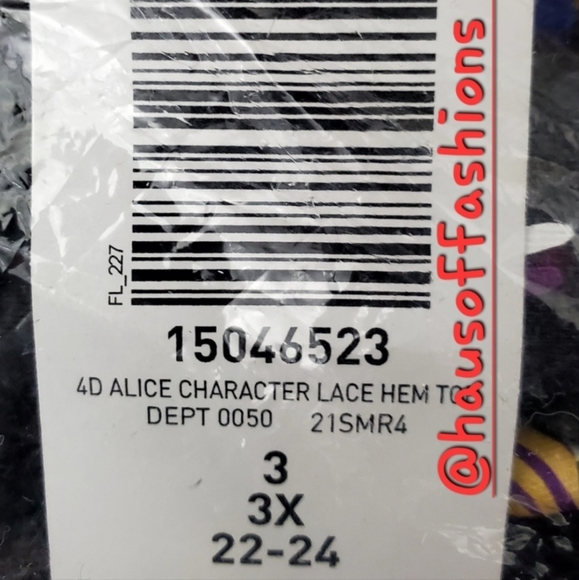 FL_227
15046523
4D ALICE CHARACTER LACE HEM
DEPT 0050 21SMR4
3
3X
22-24
@hausoffashions